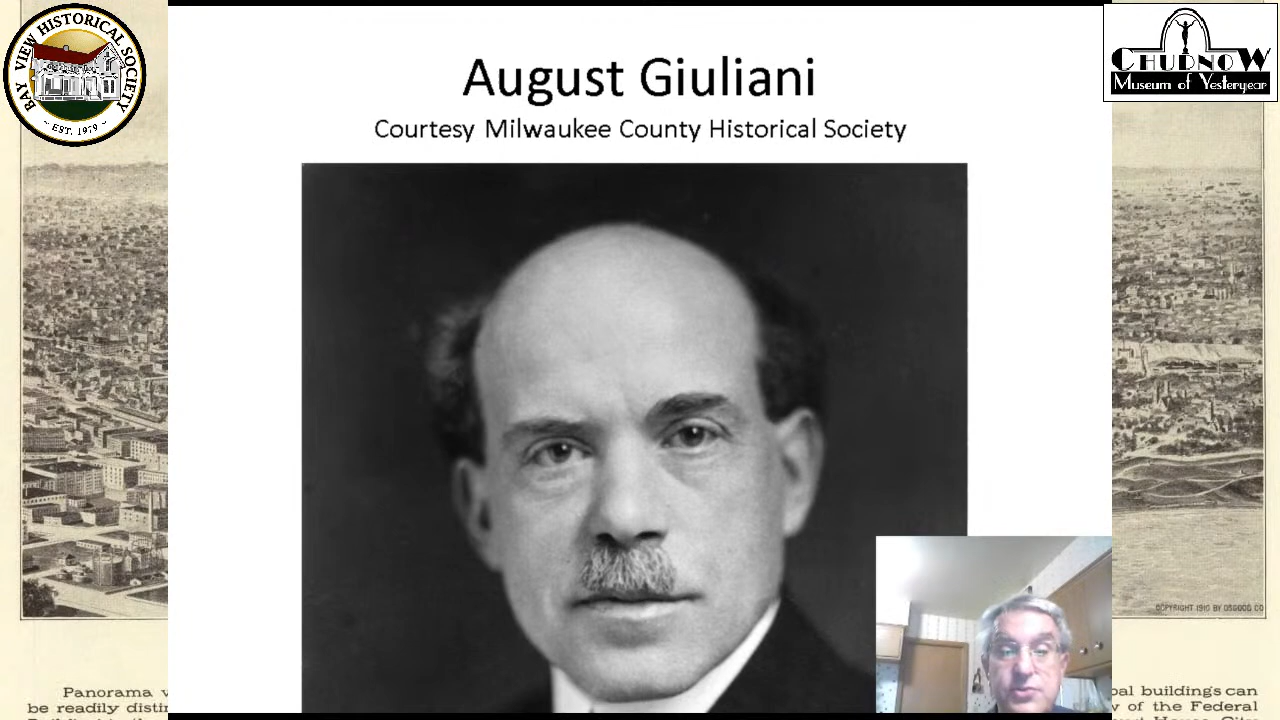 BAY VIEW HISTORICAL SOCIETY
~ EST. 1979 ~
CHUDNOW
Museum of Yesteryear
August Giuliani
Courtesy Milwaukee County Historical Society
COPYRIGHT 1910 BY OSGOOD CO
Panorama
be readily
buildings can
of the Federal